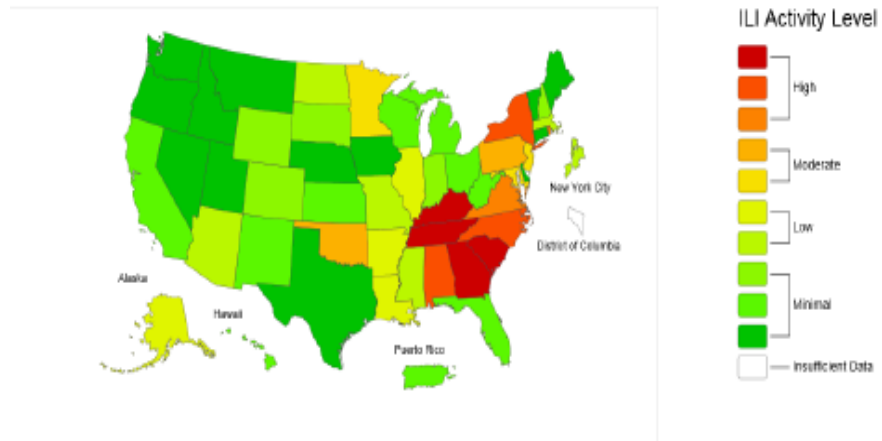 ILI Activity Level
High
Moderate
New York City
Low
District of Columbia
Alaska
Hawaii
Minimal
Puerto Rico
Insufficient Data